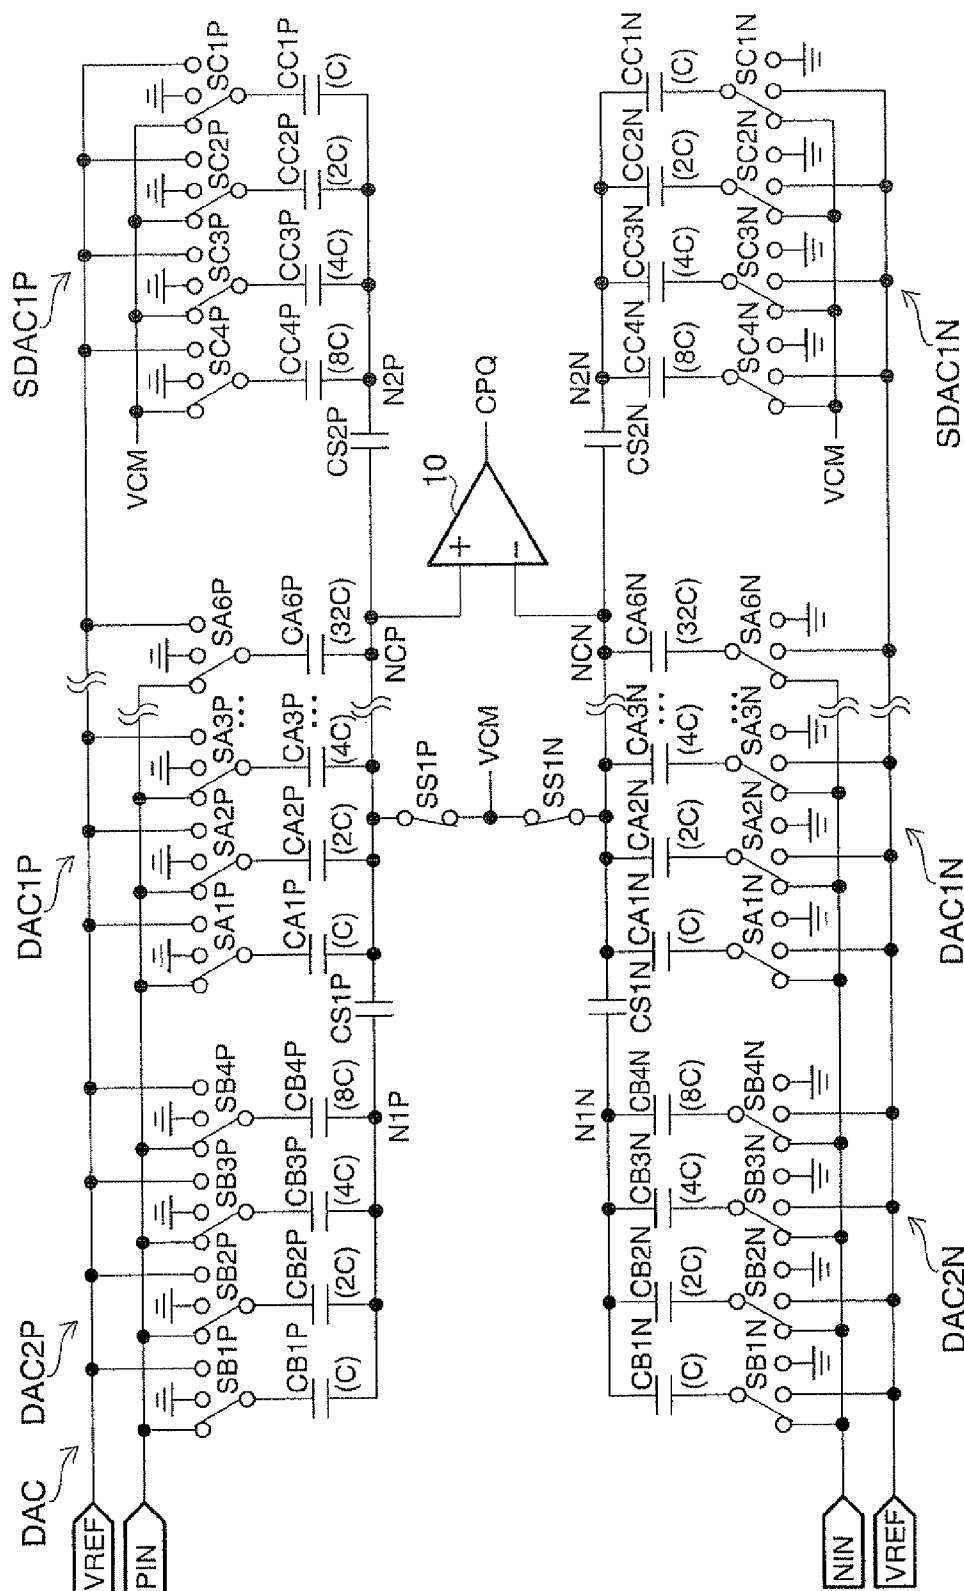 DAC DAC2P DAC1P SDAC1P
VREF
PIN VCM
SB1P SB2P SB3P SB4P SA1P SA2P SA3P ••• SA6P SC4P SC3P SC2P SC1P
CB1P CB2P CB3P CB4P CA1P CA2P CA3P ••• CA6P CC4P CC3P CC2P CC1P
(C) (2C) (4C) (8C) (C) (2C) (4C) (32C) (8C) (4C) (2C) (C)
CS1P CS2P
N1P NCP N2P
SS1P 10
+
VCM CPQ
−
SS1N
N1N NCN N2N
CS1N CS2N
CB1N CB2N CB3N CB4N CA1N CA2N CA3N ••• CA6N CC4N CC3N CC2N CC1N
(C) (2C) (4C) (8C) (C) (2C) (4C) (32C) (8C) (4C) (2C) (C)
SB1N SB2N SB3N SB4N SA1N SA2N SA3N ••• SA6N SC4N SC3N SC2N SC1N
NIN VCM
VREF
DAC2N DAC1N SDAC1N